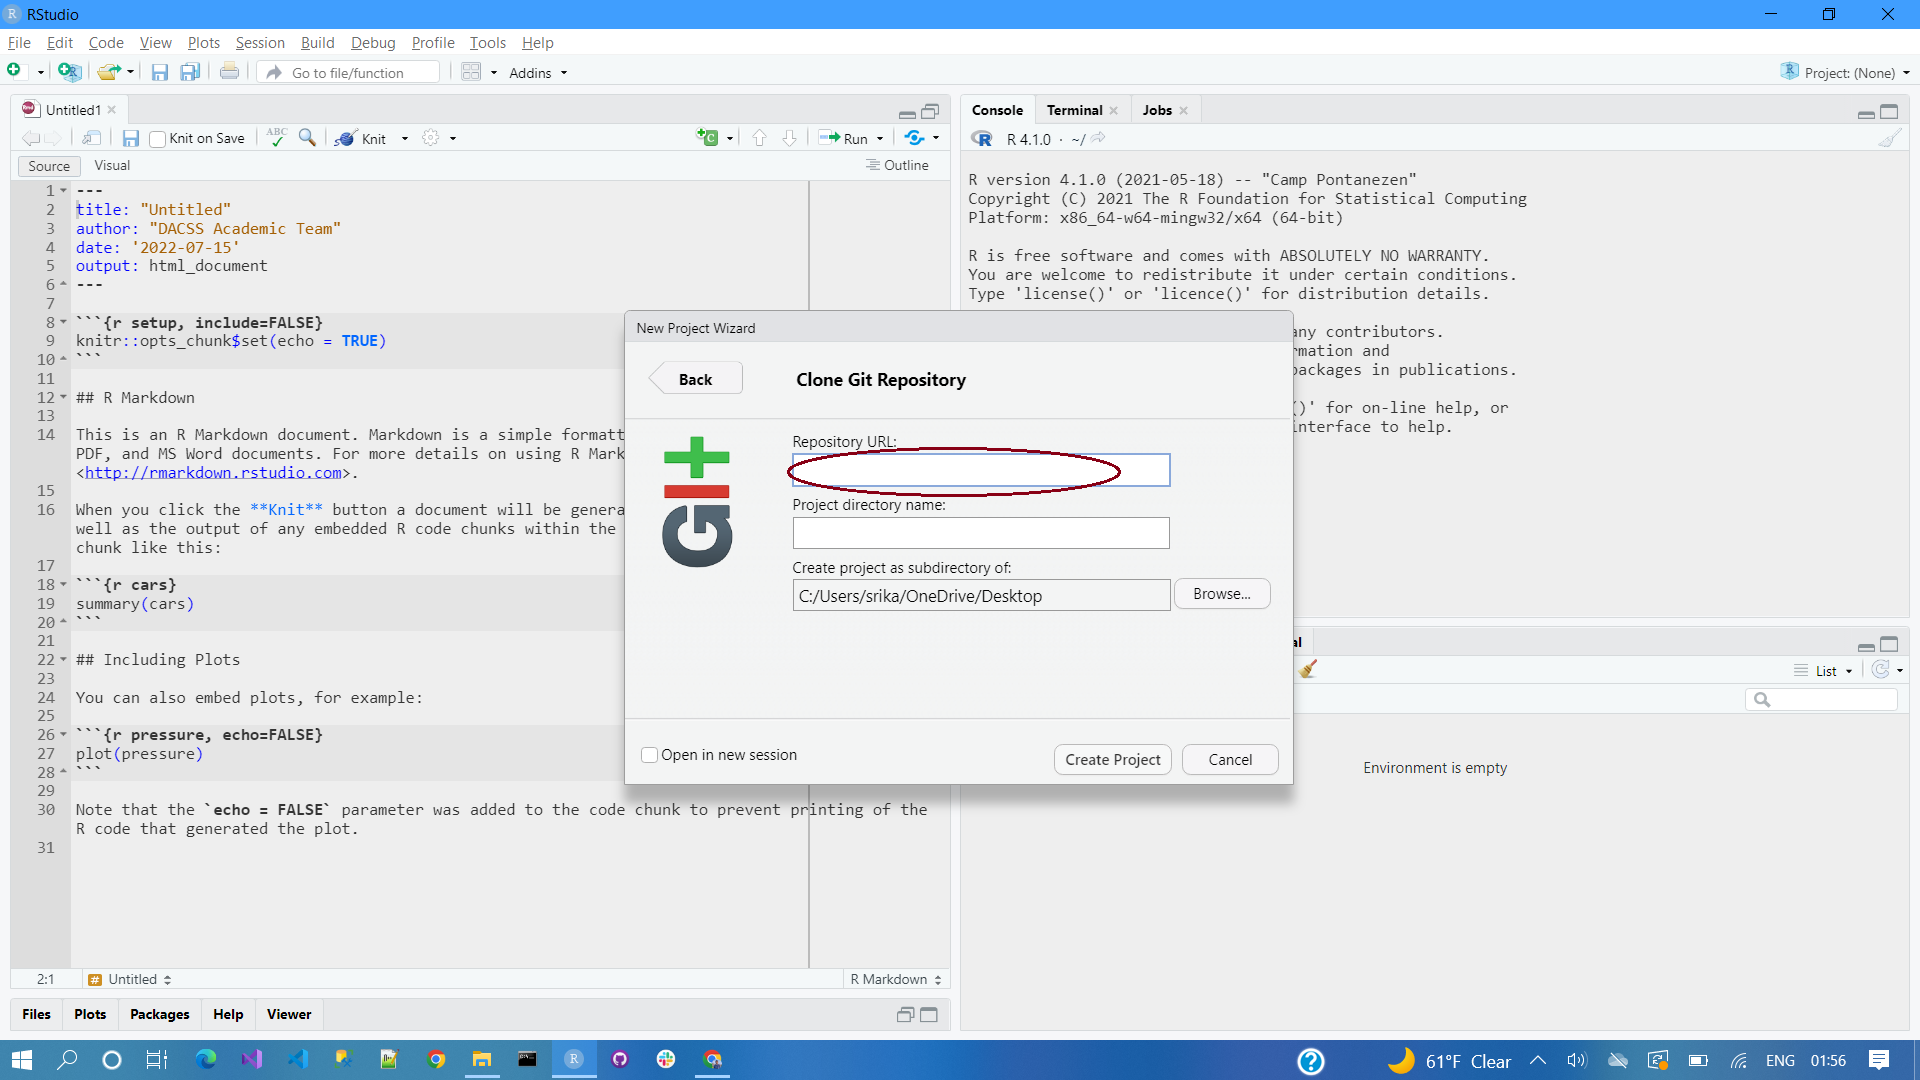 RStudio
File Edit Code View Plots Session Build Debug Profile Tools Help
Go to file/function Addins Project: (None)
Untitled1
Knit on Save ABC Knit Run
Source Visual Outline
1 ---
2 title: "Untitled"
3 author: "DACSS Academic Team"
4 date: '2022-07-15'
5 output: html_document
6 ---
7
8 ```{r setup, include=FALSE}
9 knitr::opts_chunk$set(echo = TRUE)
10 ```
11
12 ## R Markdown
13
14 This is an R Markdown document. Markdown is a simple formatt
PDF, and MS Word documents. For more details on using R Mark
<http://rmarkdown.rstudio.com>.
15
16 When you click the **Knit** button a document will be genera
well as the output of any embedded R code chunks within the
chunk like this:
17
18 ```{r cars}
19 summary(cars)
20 ```
21
22 ## Including Plots
23
24 You can also embed plots, for example:
25
26 ```{r pressure, echo=FALSE}
27 plot(pressure)
28 ```
29
30 Note that the `echo = FALSE` parameter was added to the code chunk to prevent printing of the
R code that generated the plot.
31
2:1 # Untitled R Markdown
Files Plots Packages Help Viewer
Console Terminal Jobs
R R 4.1.0 · ~/
R version 4.1.0 (2021-05-18) -- "Camp Pontanezen"
Copyright (C) 2021 The R Foundation for Statistical Computing
Platform: x86_64-w64-mingw32/x64 (64-bit)
R is free software and comes with ABSOLUTELY NO WARRANTY.
You are welcome to redistribute it under certain conditions.
Type 'license()' or 'licence()' for distribution details.
any contributors.
rmation and
packages in publications.
()' for on-line help, or
interface to help.
al
List
Environment is empty
New Project Wizard
Back Clone Git Repository
Git
Repository URL:
Project directory name:
Create project as subdirectory of:
C:/Users/srika/OneDrive/Desktop Browse...
Open in new session Create Project Cancel
61°F Clear ENG 01:56